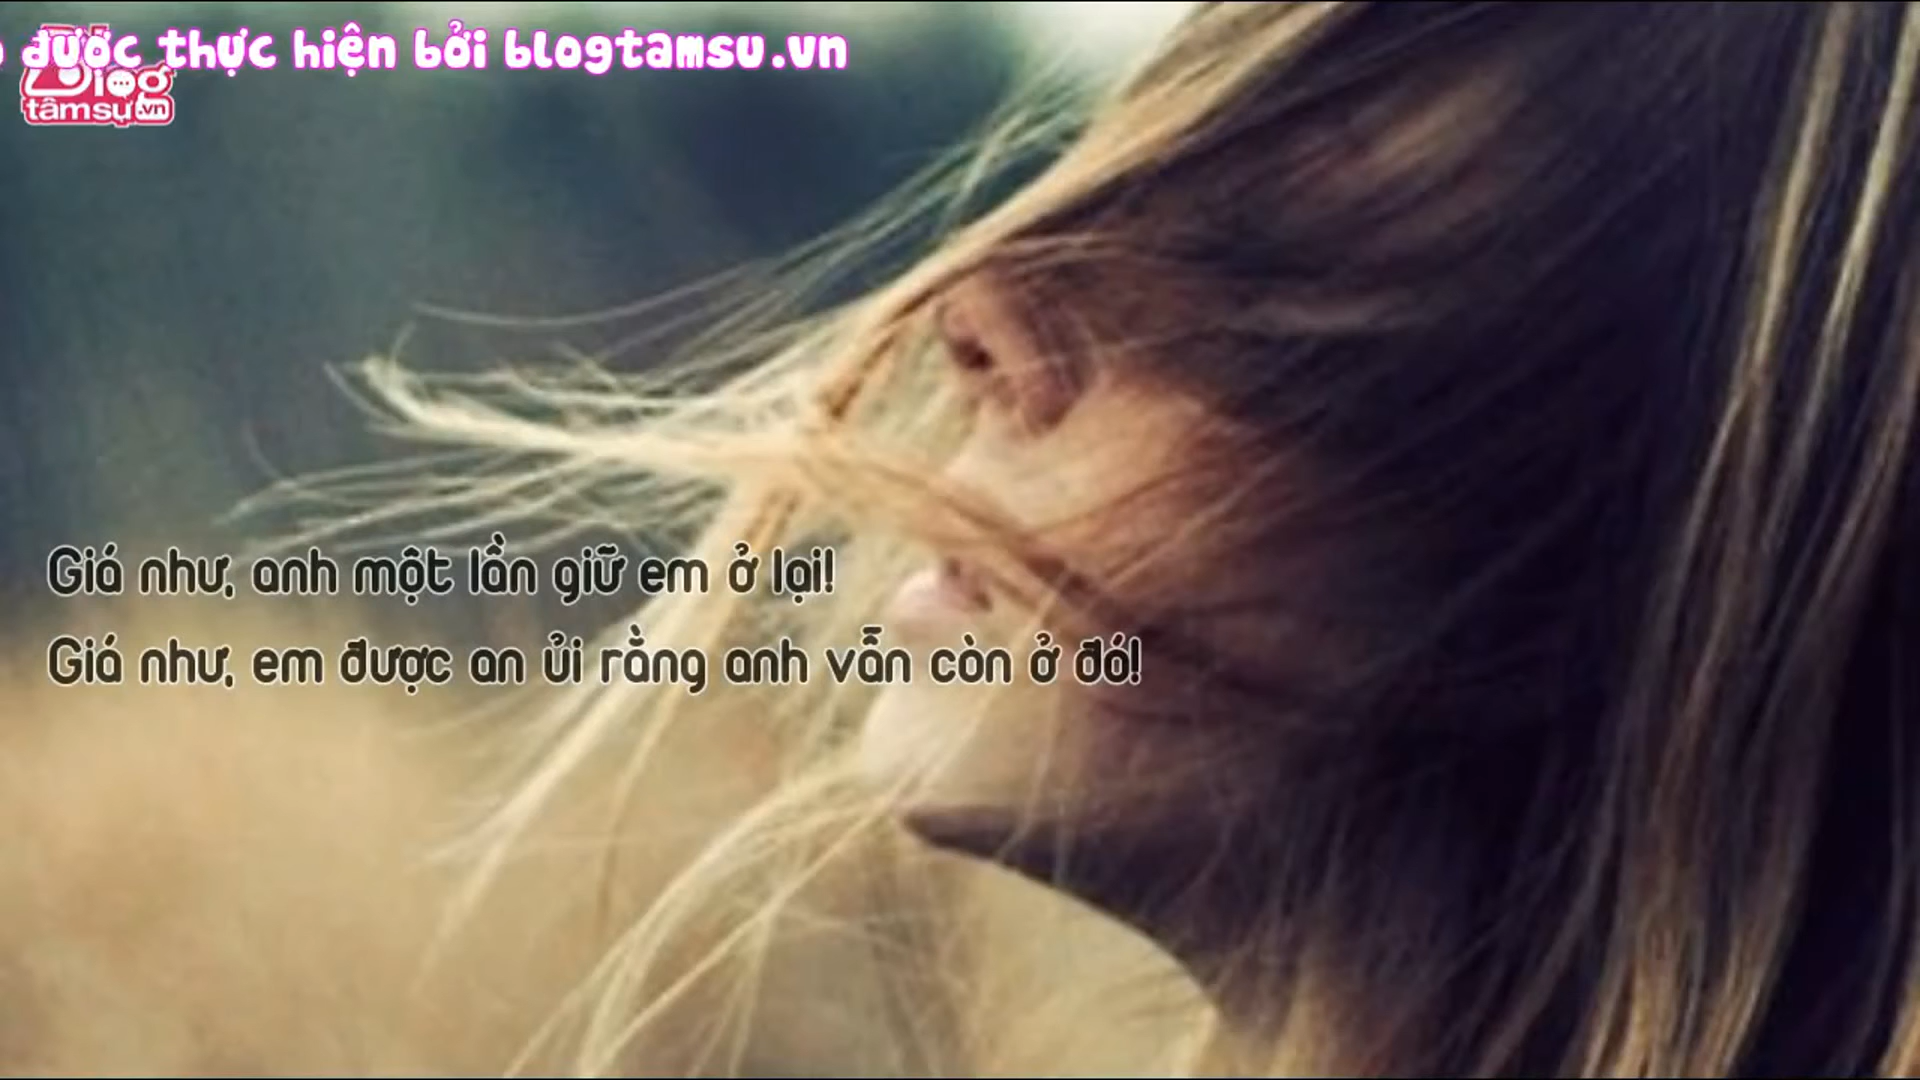 được thực hiện bởi blogtamsu.vn
Blog
tâmsự.vn
Giá như, anh một lần giữ em ở lại!
Giá như, em được an ủi rằng anh vẫn còn ở đó!